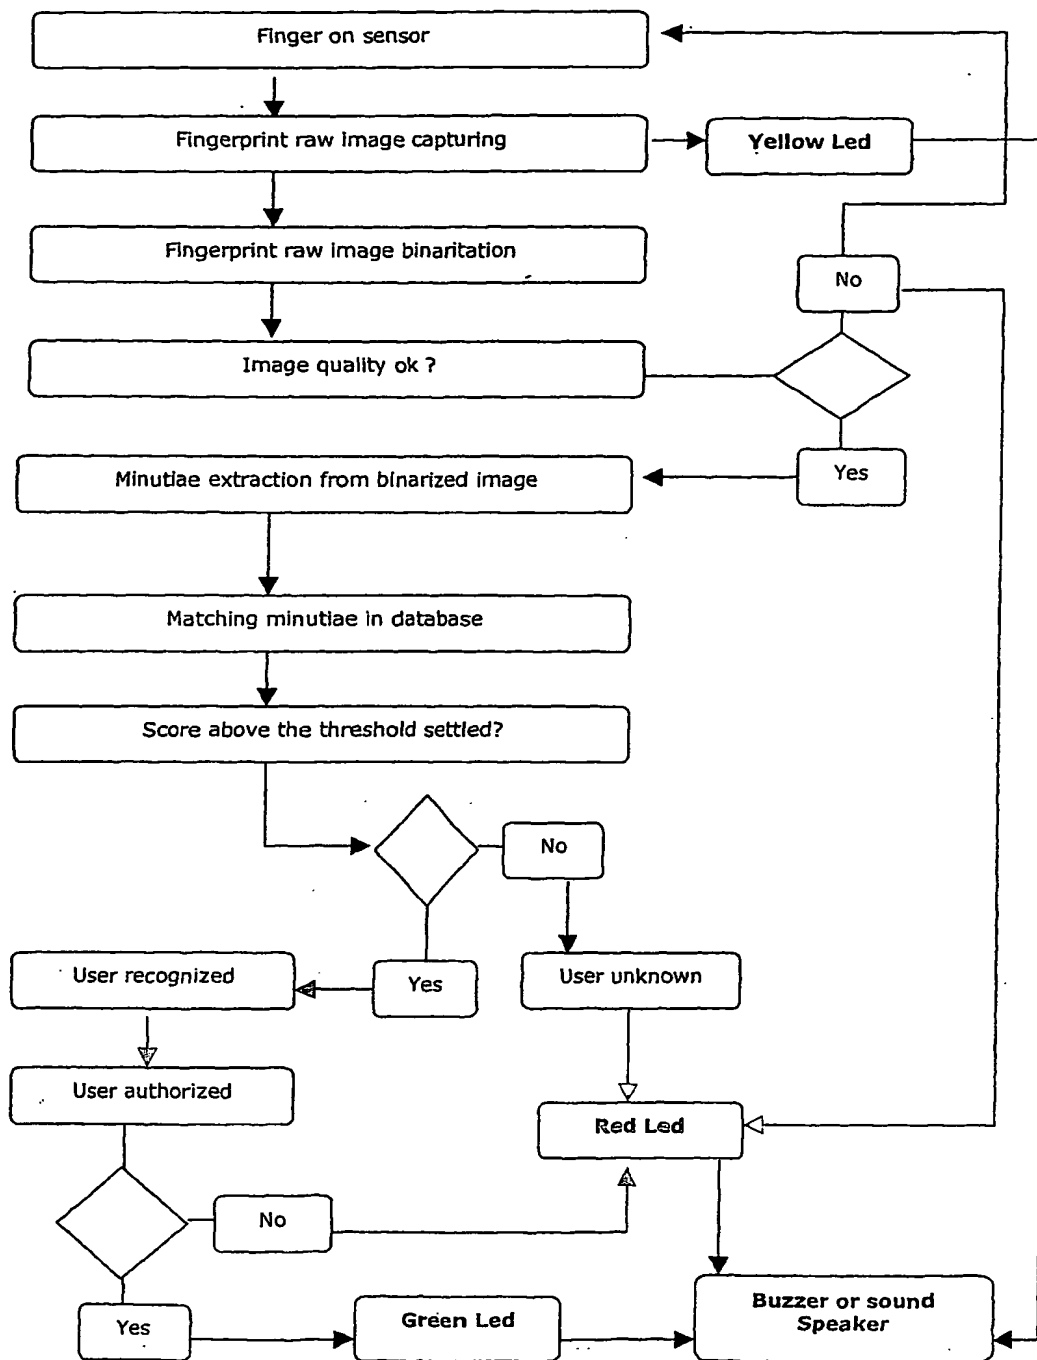 Finger on sensor
Fingerprint raw image capturing
Yellow Led
Fingerprint raw image binaritation
No
Image quality ok ?
Yes
Minutiae extraction from binarized image
Matching minutiae in database
Score above the threshold settled?
No
User recognized
Yes
User unknown
User authorized
Red Led
No
Yes
Green Led
Buzzer or sound
Speaker